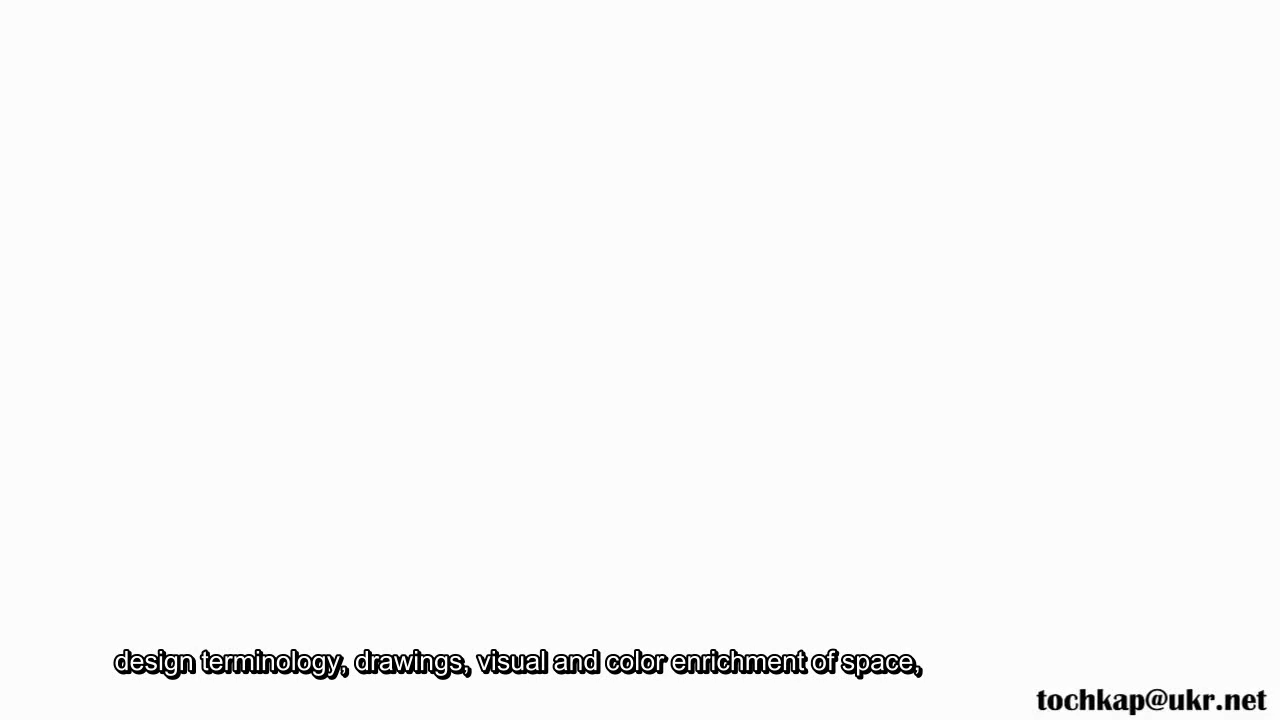 design terminology, drawings, visual and color enrichment of space,
tochkap@ukr.net